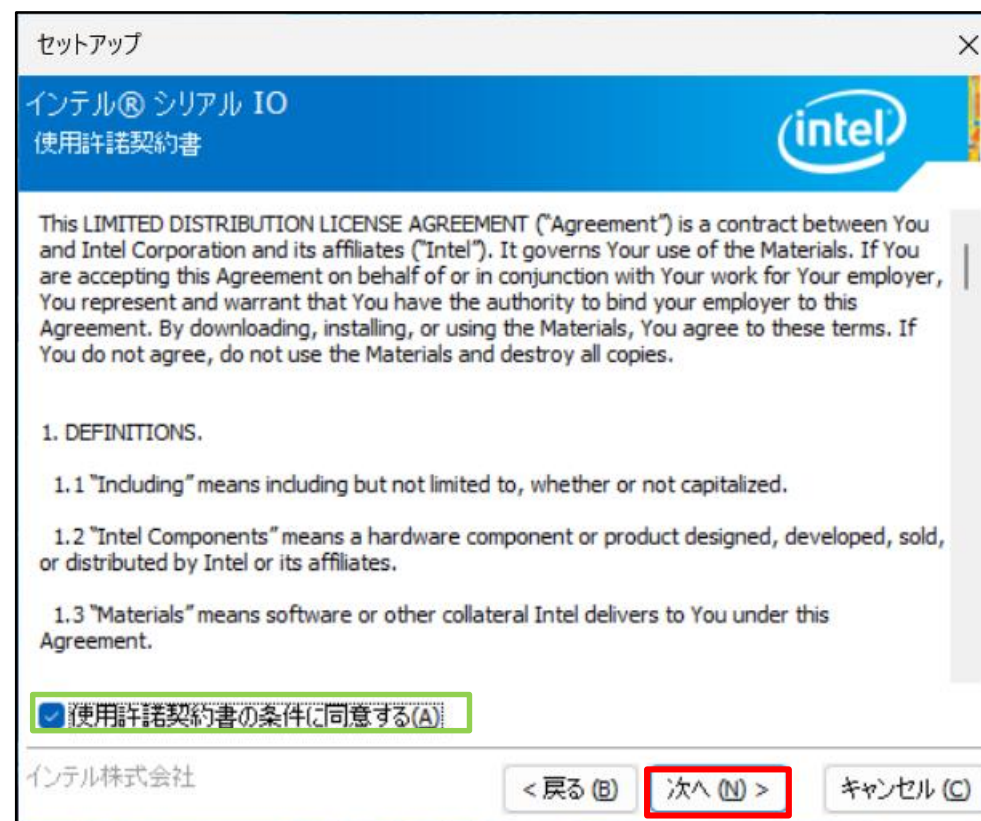 セットアップ
インテル® シリアル IO
使用許諾契約書
intel
This LIMITED DISTRIBUTION LICENSE AGREEMENT ("Agreement") is a contract between You
and Intel Corporation and its affiliates ("Intel"). It governs Your use of the Materials. If You
are accepting this Agreement on behalf of or in conjunction with Your work for Your employer,
You represent and warrant that You have the authority to bind your employer to this
Agreement. By downloading, installing, or using the Materials, You agree to these terms. If
You do not agree, do not use the Materials and destroy all copies.
1. DEFINITIONS.
1.1 "Including" means including but not limited to, whether or not capitalized.
1.2 "Intel Components" means a hardware component or product designed, developed, sold,
or distributed by Intel or its affiliates.
1.3 "Materials" means software or other collateral Intel delivers to You under this
Agreement.
使用許諾契約書の条件に同意する(A)
インテル株式会社
< 戻る (B) 次へ (N) > キャンセル (C)